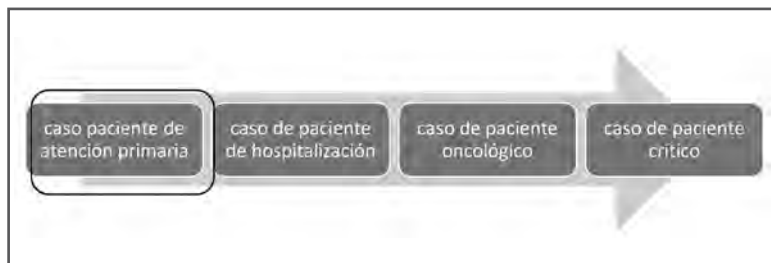 caso paciente de
atención primaria
caso de paciente
de hospitalización
caso de paciente
oncológico
caso de paciente
crítico